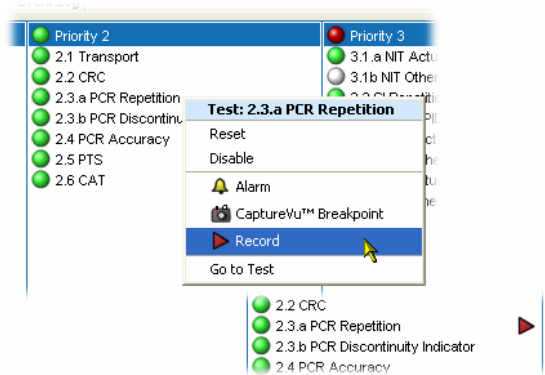 Event Log
Priority 2
2.1 Transport
2.2 CRC
2.3.a PCR Repetition
2.3.b PCR Discontinu
2.4 PCR Accuracy
2.5 PTS
2.6 CAT
Priority 3
3.1.a NIT Actu
3.1b NIT Other
Test: 2.3.a PCR Repetition
Reset
Disable
Alarm
CaptureVu™ Breakpoint
Record
Go to Test
2.2 CRC
2.3.a PCR Repetition
2.3.b PCR Discontinuity Indicator
2.4 PCR Accuracy